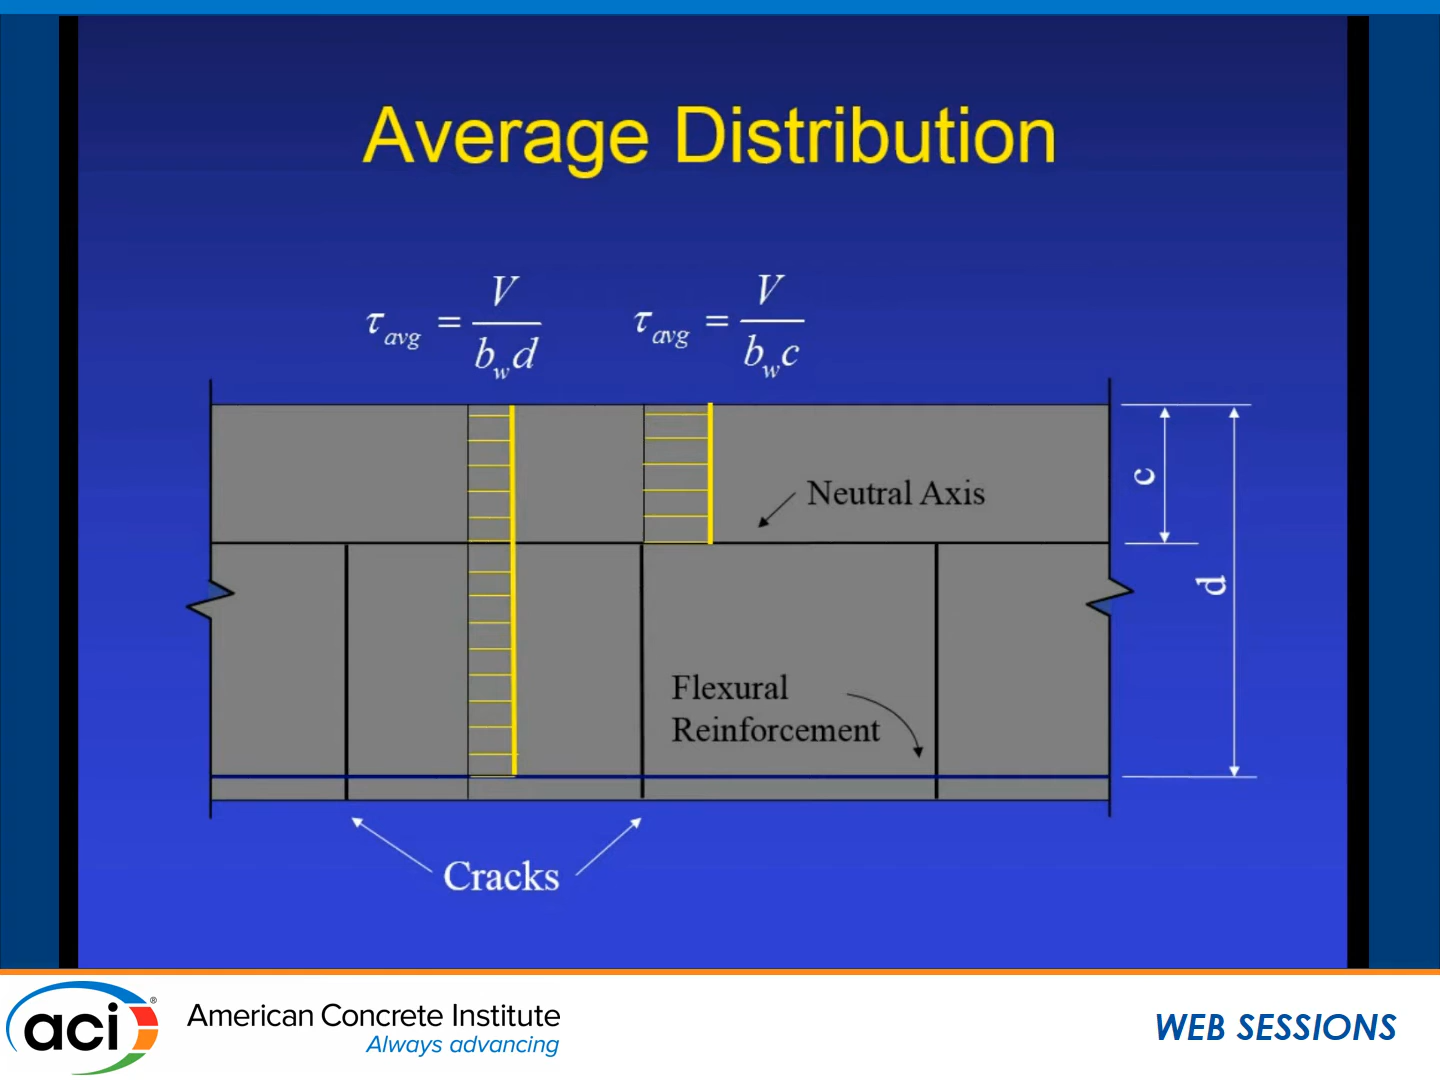 Average Distribution
τavg = V / bwd
τavg = V / bwc
Neutral Axis
c
d
Flexural
Reinforcement
Cracks
aci®
American Concrete Institute
Always advancing
WEB SESSIONS